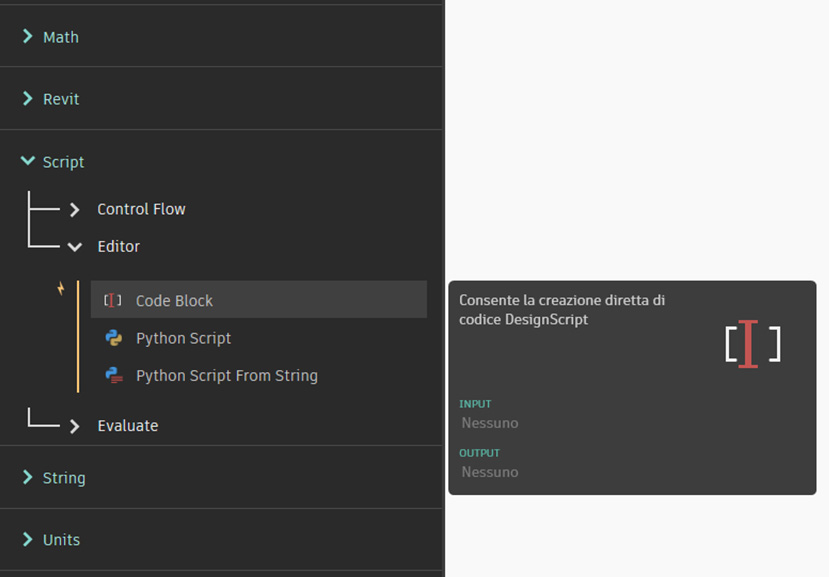 Math
Revit
Script
Control Flow
Editor
Code Block
Python Script
Python Script From String
Evaluate
String
Units
Consente la creazione diretta di
codice DesignScript
INPUT
Nessuno
OUTPUT
Nessuno